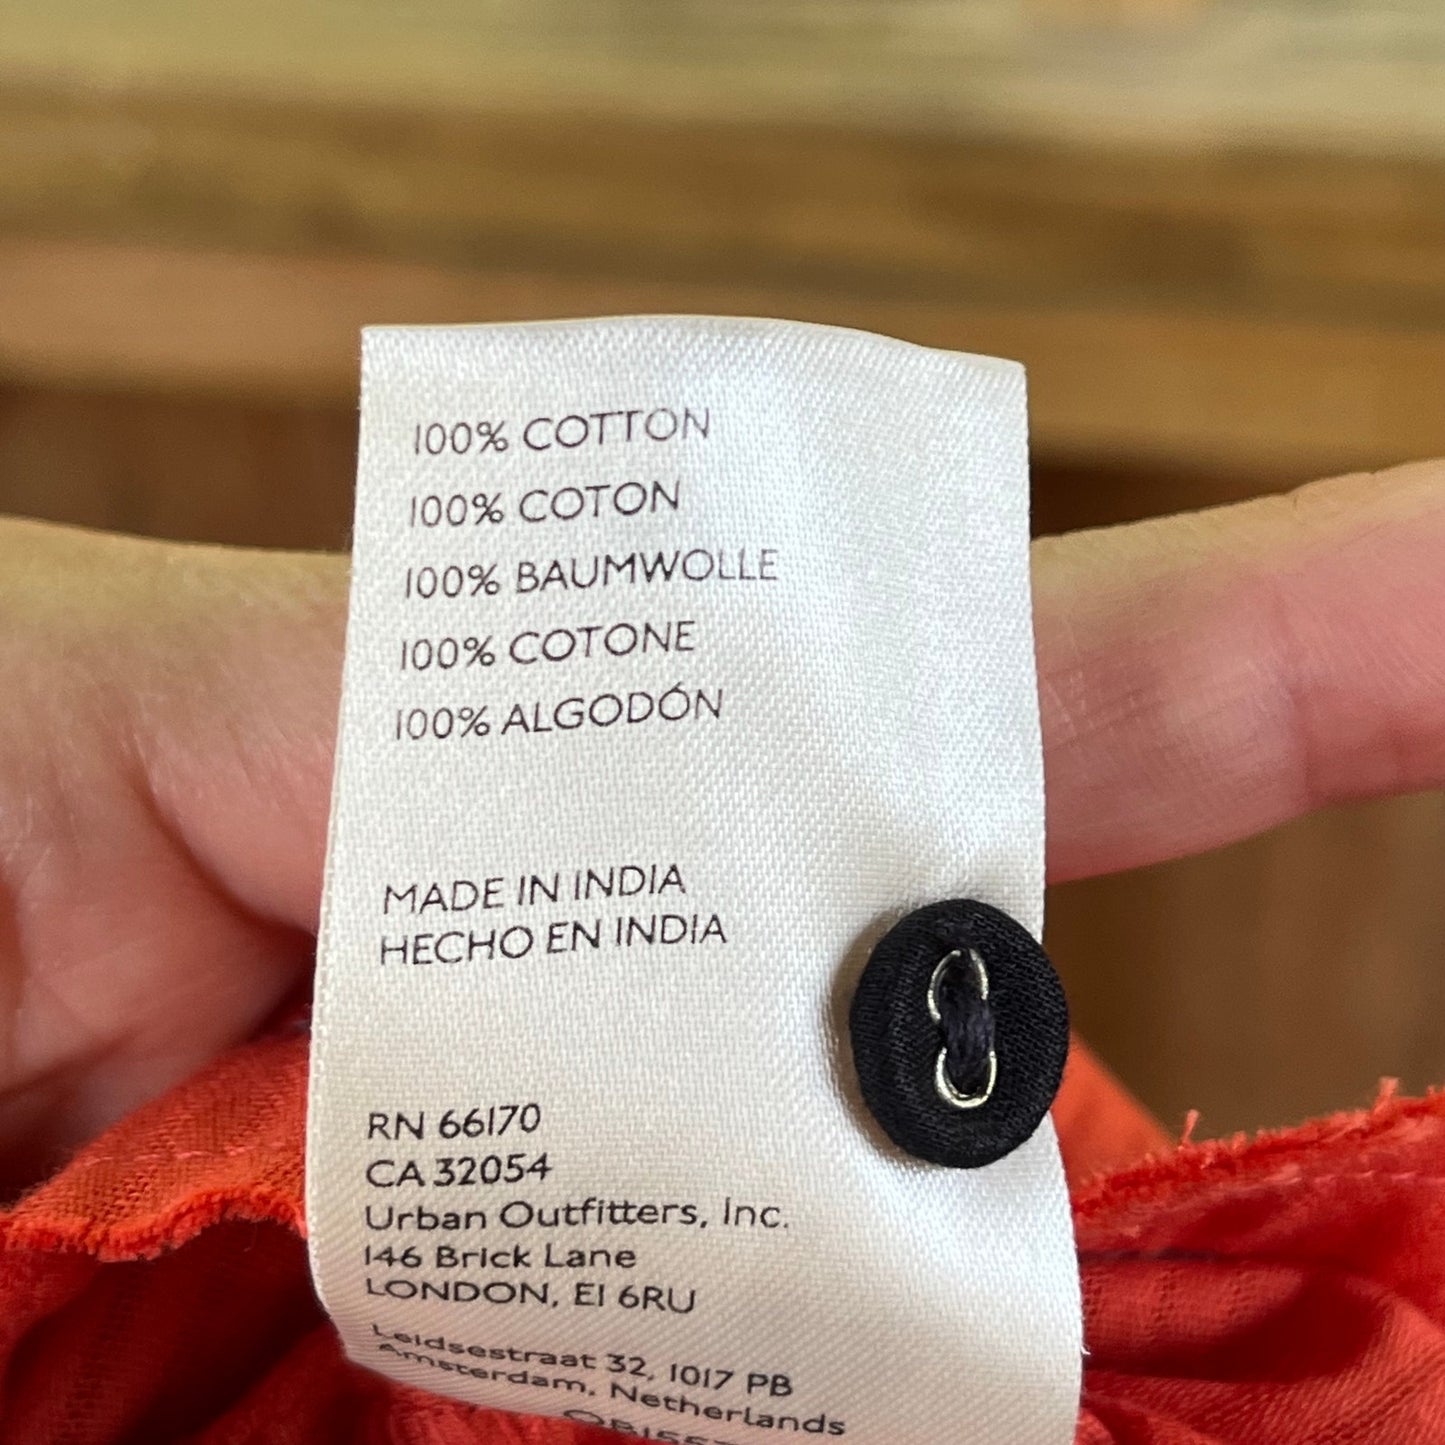 100% COTTON
100% COTON
100% BAUMWOLLE
100% COTONE
100% ALGODÓN
MADE IN INDIA
HECHO EN INDIA
RN 66170
CA 32054
Urban Outfitters, Inc.
146 Brick Lane
LONDON, E1 6RU
Leidsestraat 32, 1017 PB
Amsterdam, Netherlands